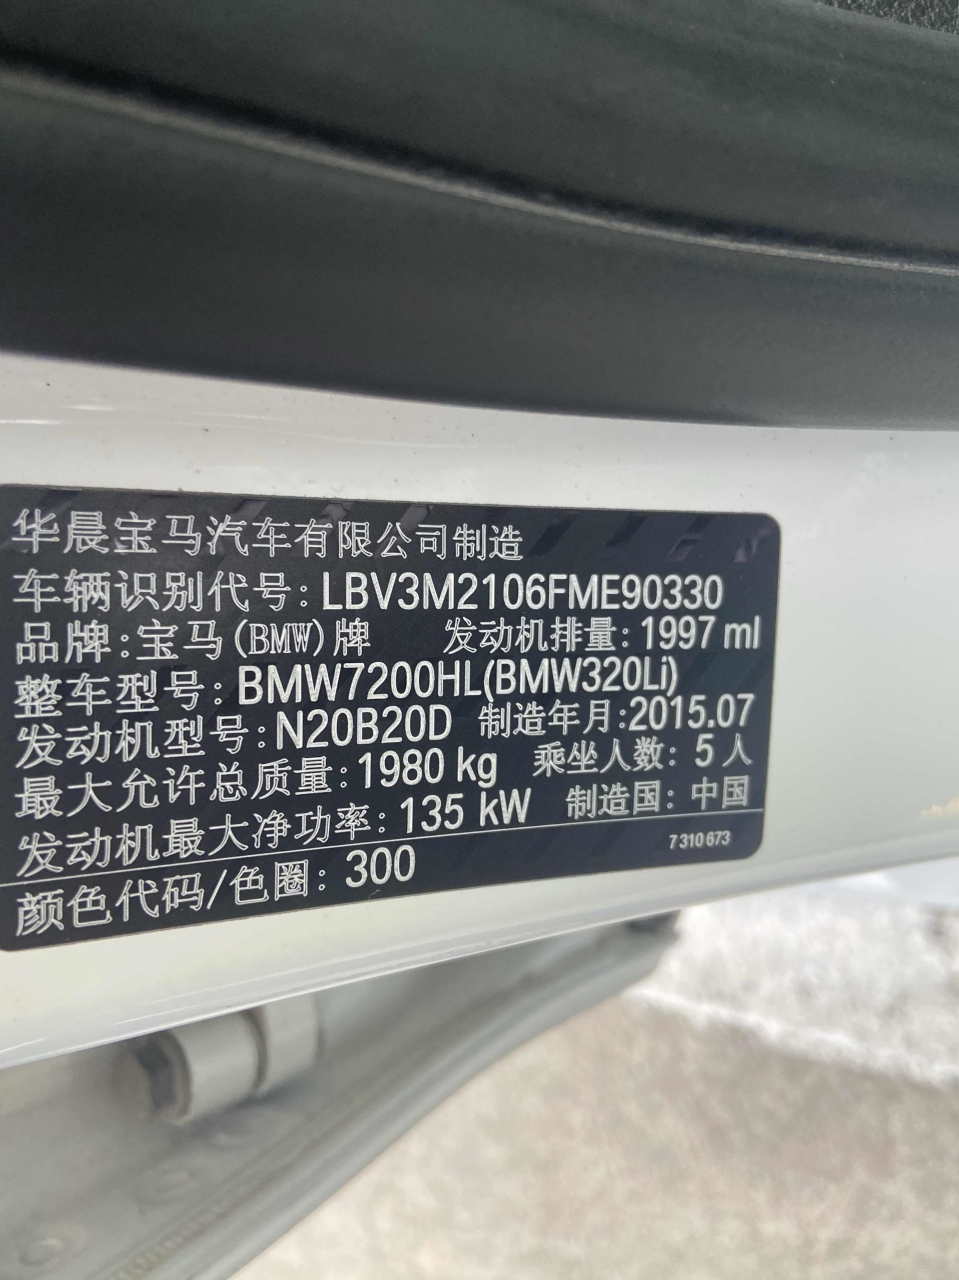 华晨宝马汽车有限公司制造
车辆识别代号: LBV3M2106FME90330
品牌:宝马(BMW)牌 发动机排量: 1997 ml
整车型号: BMW7200HL(BMW320Li)
发动机型号: N20B20D 制造年月:2015.07
最大允许总质量: 1980 kg 乘坐人数: 5 人
发动机最大净功率: 135 kW 制造国: 中国
7 310 673
颜色代码/色圈: 300